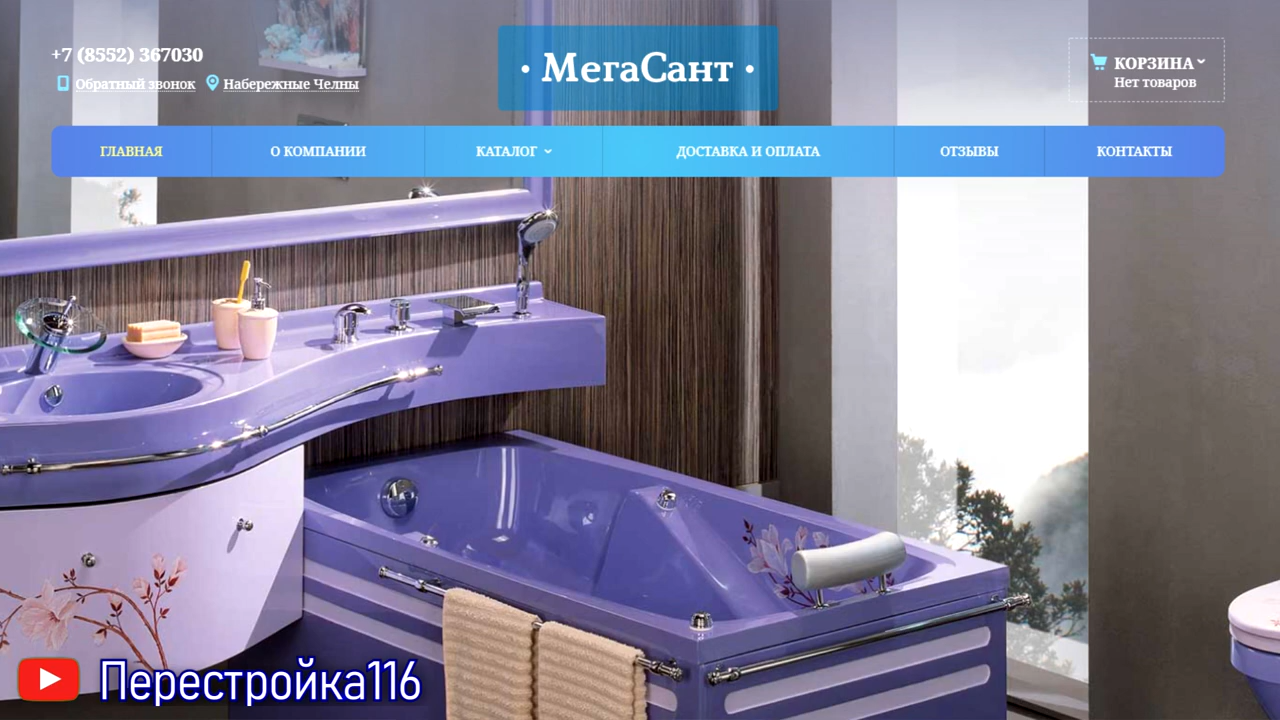 +7 (8552) 367030
Обратный звонок Набережные Челны
• МегаСант •
КОРЗИНА
Нет товаров
ГЛАВНАЯ О КОМПАНИИ КАТАЛОГ ДОСТАВКА И ОПЛАТА ОТЗЫВЫ КОНТАКТЫ
Перестройка116